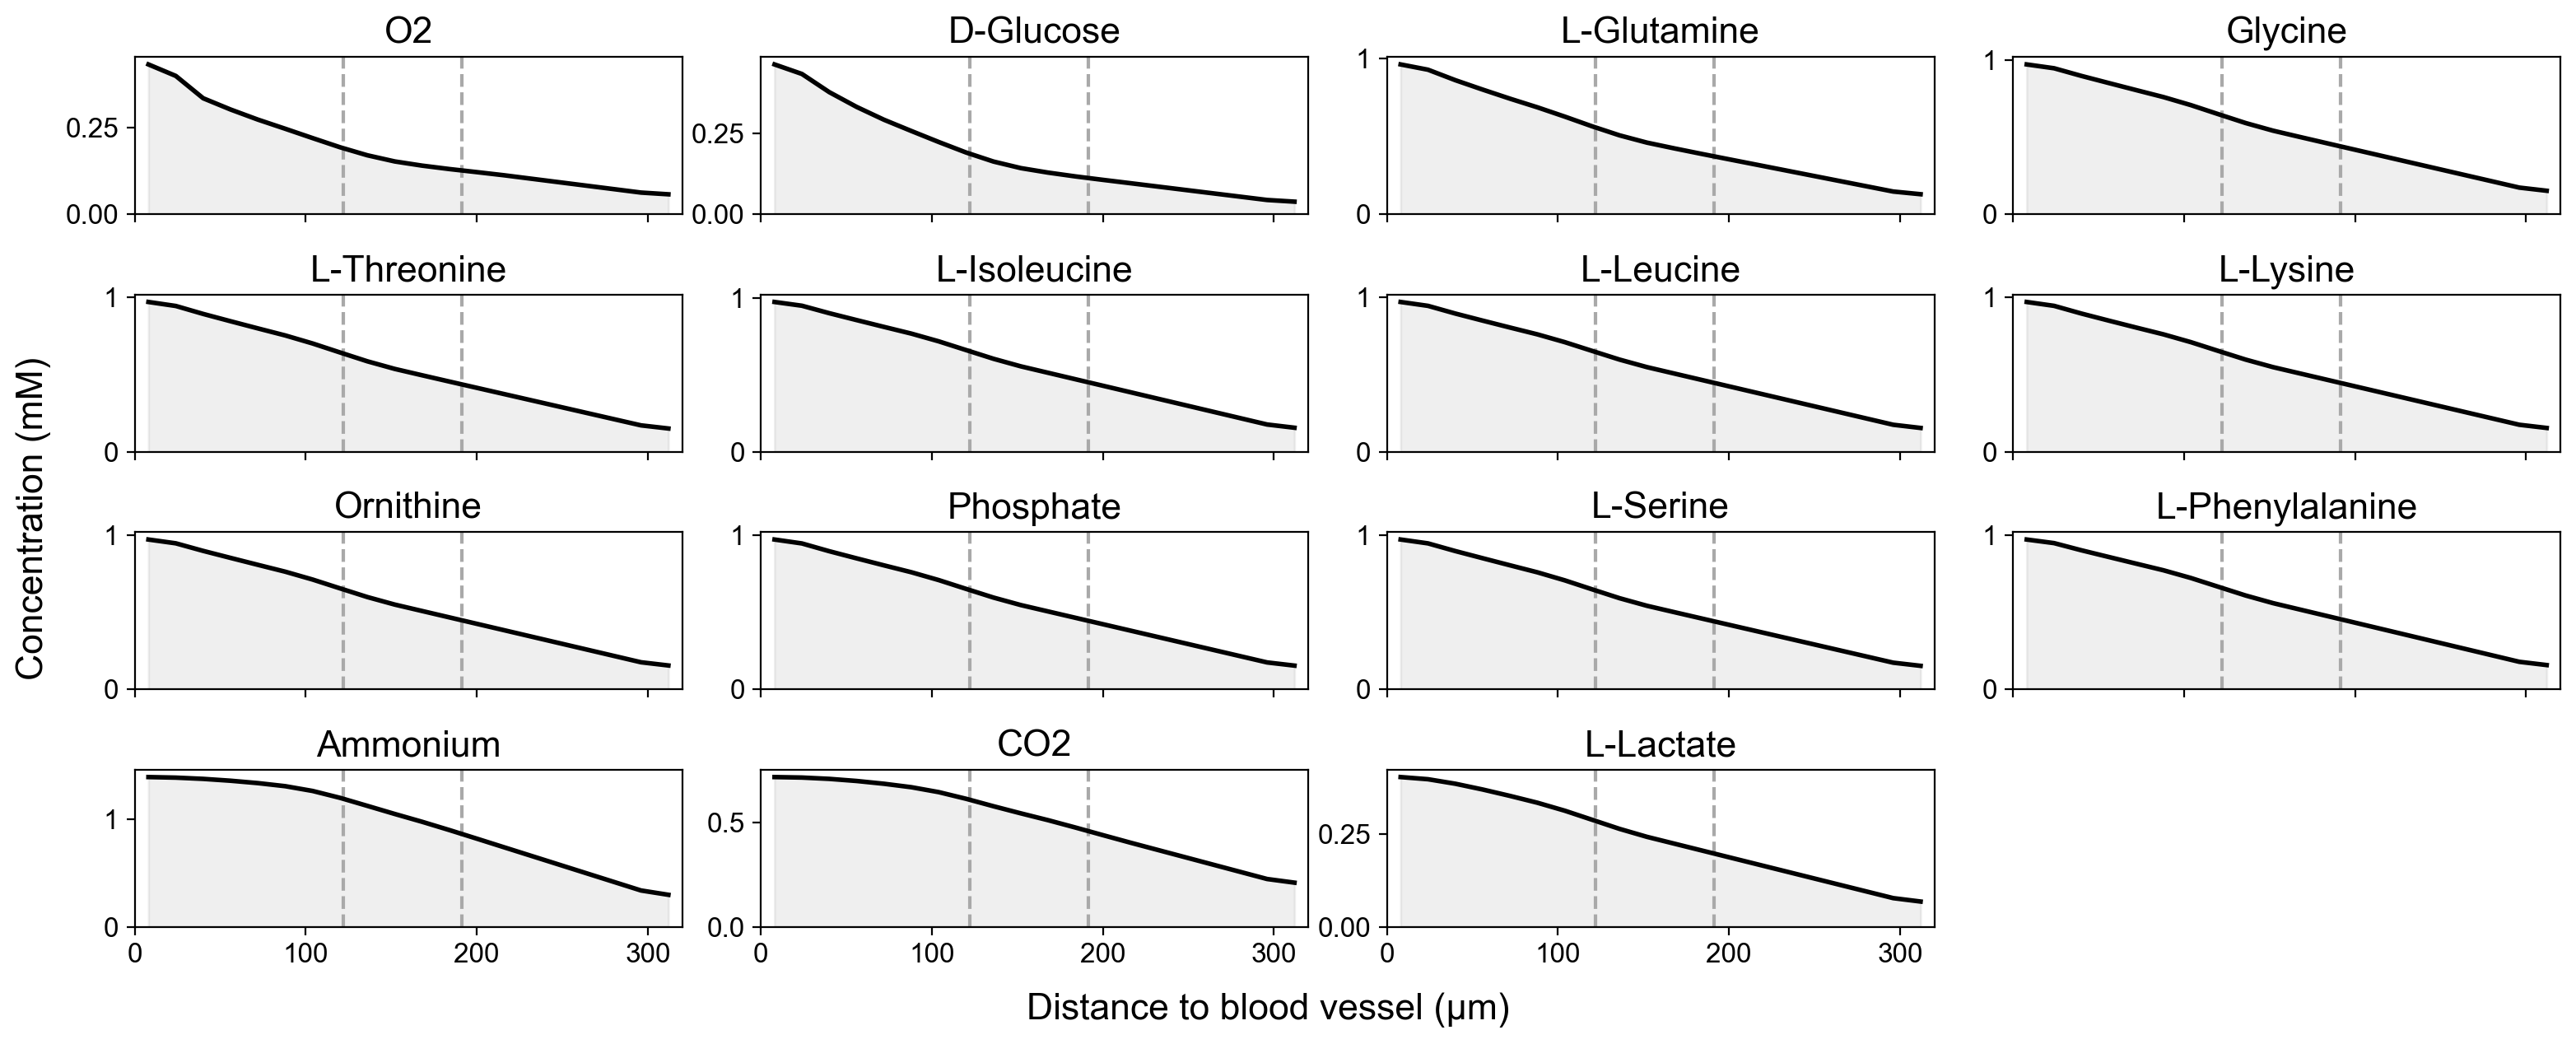 O2
D-Glucose
L-Glutamine
Glycine
0.25
0.00
0.25
0.00
1
0
1
0
L-Threonine
L-Isoleucine
L-Leucine
L-Lysine
1
0
1
0
1
0
1
0
Concentration (mM)
Ornithine
Phosphate
L-Serine
L-Phenylalanine
1
0
1
0
1
0
1
0
Ammonium
CO2
L-Lactate
1
0
0.5
0.0
0.25
0.00
0 100 200 300
0 100 200 300
0 100 200 300
Distance to blood vessel (µm)